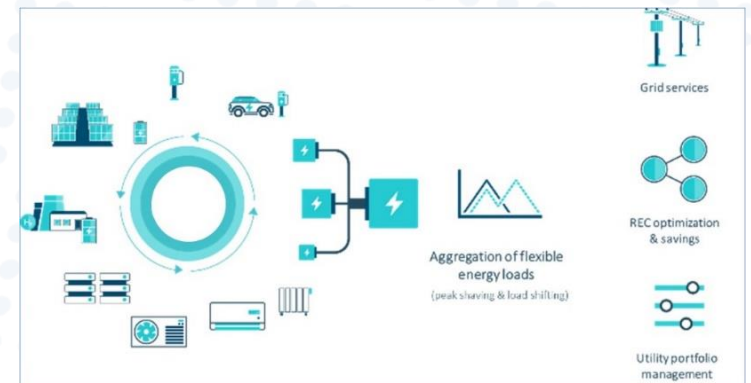 Grid services
REC optimization
& savings
Aggregation of flexible
energy loads
(peak shaving & load shifting)
Utility portfolio
management